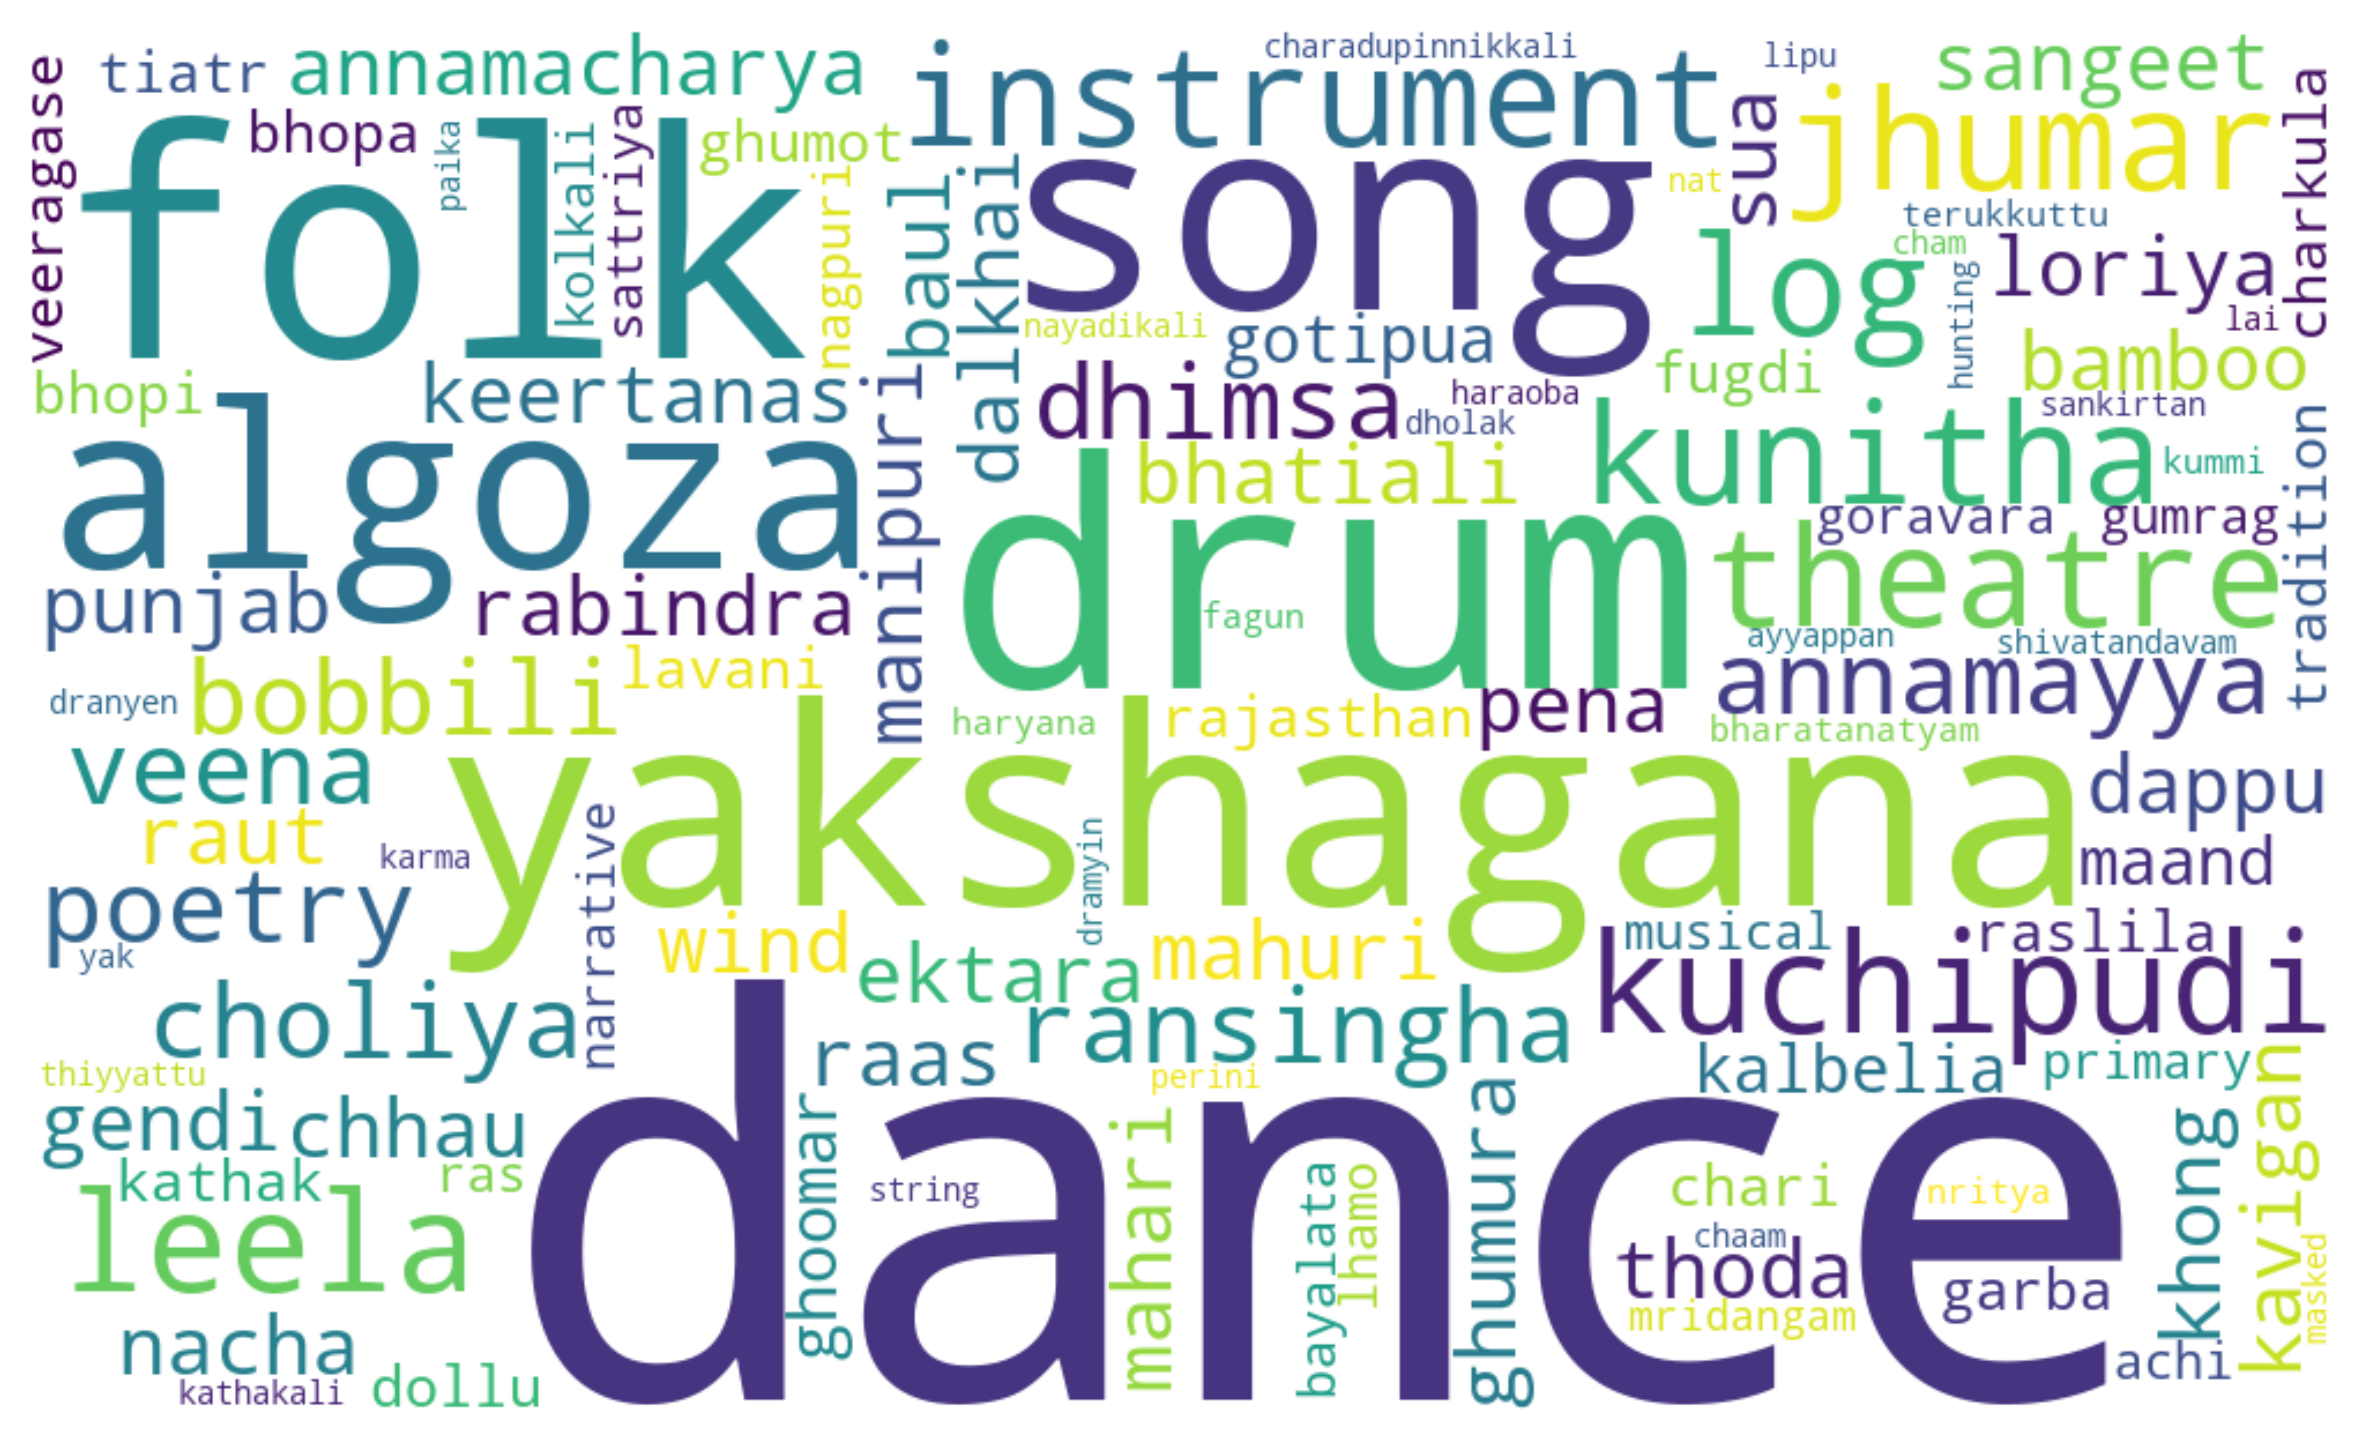 veeragase
tiatr
annamacharya
instrument
charadupinnikkali
lipu
sangeet
folk
bhopa
paika
kolkali
sattriya
ghumot
nagpuri
baul
dalkhai
song
nat
sua
jhumar
charkula
terukkuttu
cham
log
hunting
loriya
lai
nayadikali
gotipua
fugdi
bamboo
bhopi
keertanas
manipuri
dhimsa
haraoba
dholak
sankirtan
algoza
bhatiali
kunitha
kummi
tradition
drum
goravara
gumrag
theatre
punjab
rabindra
fagun
ayyappan
shivatandavam
dranyen
bobbili
lavani
annamayya
haryana
rajasthan
pena
bharatanatyam
veena
yakshagana
dappu
raut
karma
narrative
dramyin
maand
poetry
yak
wind
ektara
mahuri
musical
raslila
kuchipudi
choliya
raas
ransingha
kalbelia
primary
thiyyattu
perini
gendi
chhau
dance
ghoomar
mahari
ghumura
khong
kavigan
kathak
ras
string
bayalata
lhamo
chari
nritya
leela
chaam
thoda
garba
masked
mridangam
nacha
achi
kathakali
dollu